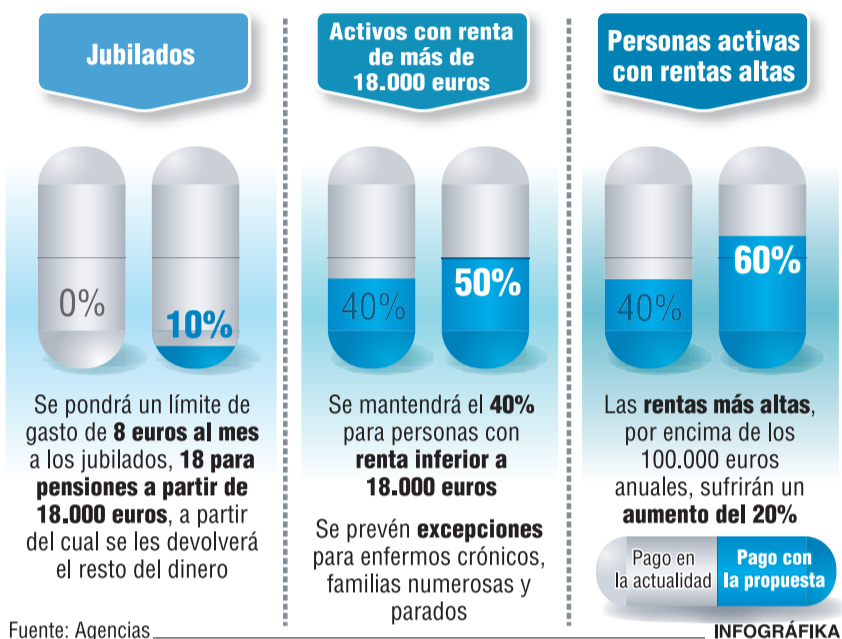 Jubilados
0%
10%
Se pondrá un límite de
gasto de 8 euros al mes
a los jubilados, 18 para
pensiones a partir de
18.000 euros, a partir
del cual se les devolverá
el resto del dinero
Activos con renta
de más de
18.000 euros
40%
50%
Se mantendrá el 40%
para personas con
renta inferior a
18.000 euros
Se prevén excepciones
para enfermos crónicos,
familias numerosas y
parados
Personas activas
con rentas altas
40%
60%
Las rentas más altas,
por encima de los
100.000 euros
anuales, sufrirán un
aumento del 20%
Pago en
la actualidad
Pago con
la propuesta
Fuente: Agencias
INFOGRÁFIKA